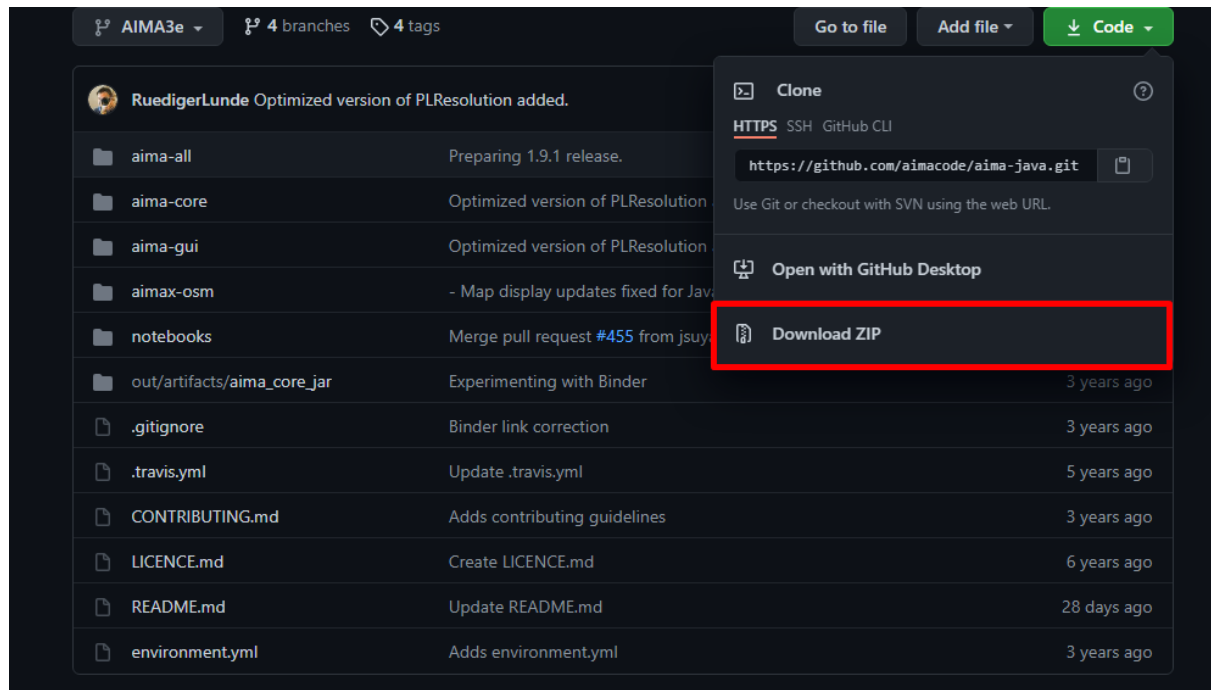 AIMA3e 4 branches 4 tags Go to file Add file Code
RuedigerLunde Optimized version of PLResolution added.
Clone
HTTPS SSH GitHub CLI
https://github.com/aimacode/aima-java.git
Use Git or checkout with SVN using the web URL.
Open with GitHub Desktop
Download ZIP
aima-all Preparing 1.9.1 release.
aima-core Optimized version of PLResolution
aima-gui Optimized version of PLResolution
aimax-osm - Map display updates fixed for Java
notebooks Merge pull request #455 from jsuya
out/artifacts/aima_core_jar Experimenting with Binder 3 years ago
.gitignore Binder link correction 3 years ago
.travis.yml Update .travis.yml 5 years ago
CONTRIBUTING.md Adds contributing guidelines 3 years ago
LICENCE.md Create LICENCE.md 6 years ago
README.md Update README.md 28 days ago
environment.yml Adds environment.yml 3 years ago